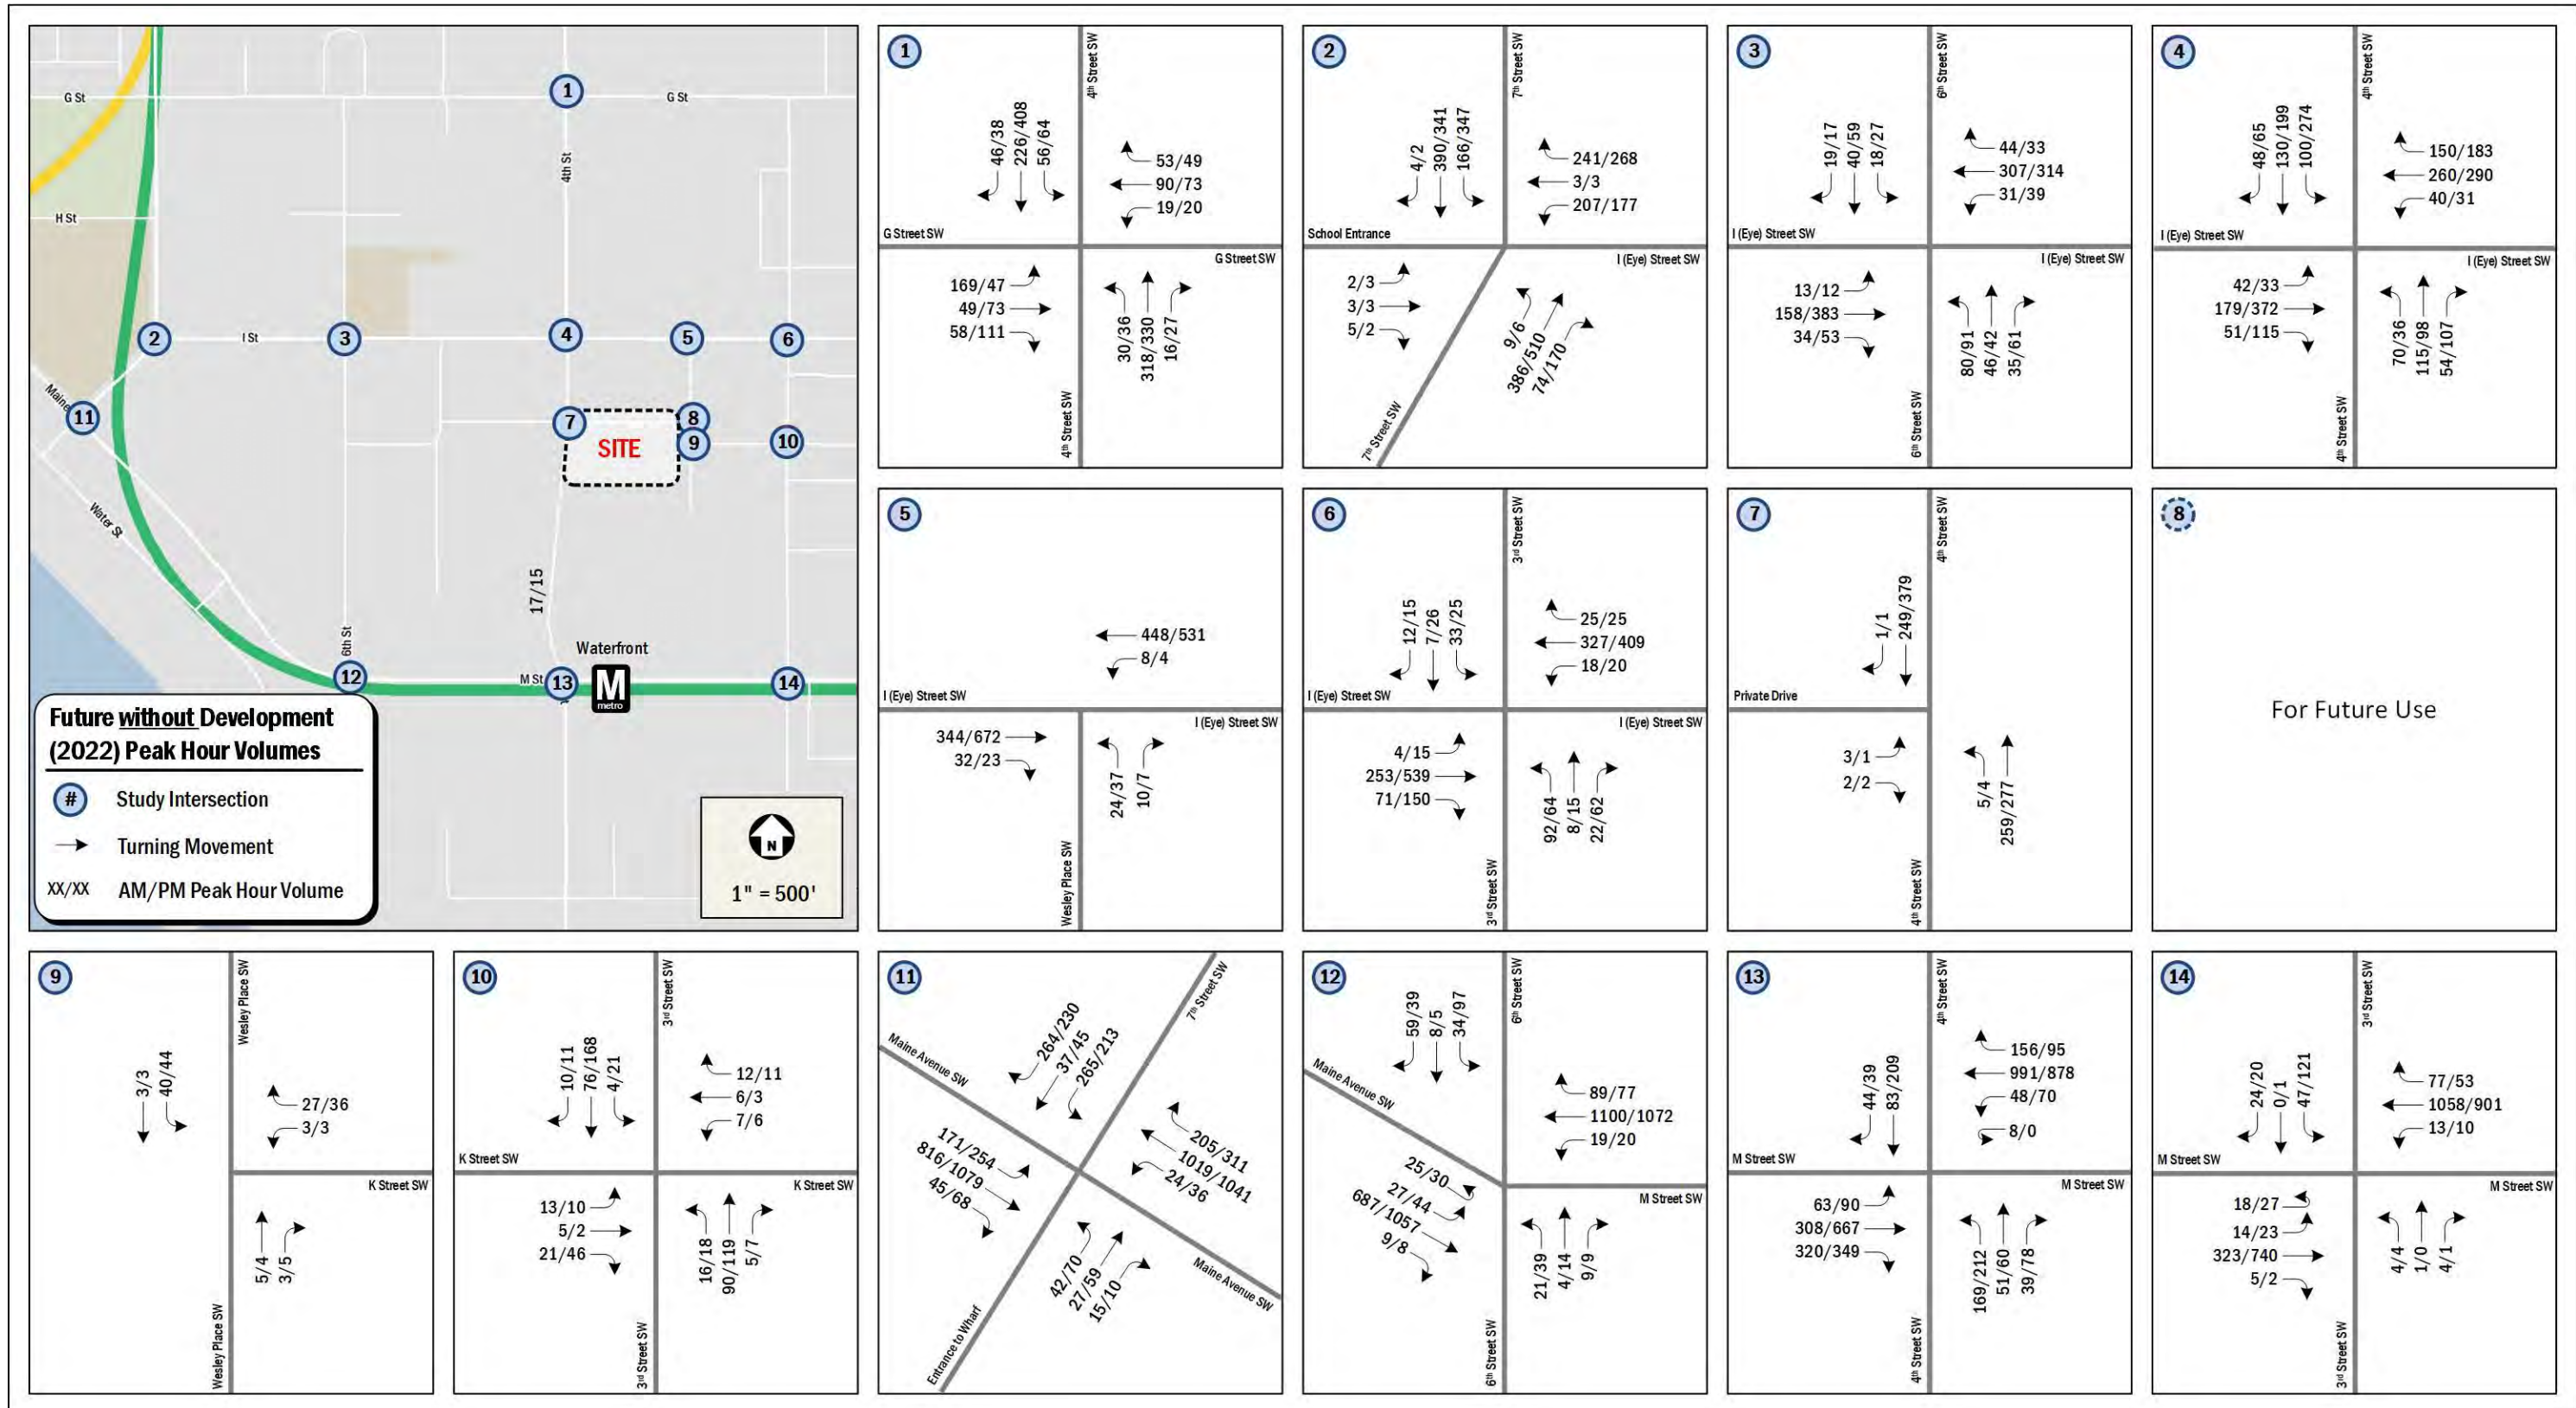 G St
G St
1
4th St
H St
2
I St
3
4
5
6
Maine
11
7
8
SITE
9
10
Water St
17/15
6th St
Waterfront
12
M St
13
M
metro
14
Future without Development
(2022) Peak Hour Volumes
# Study Intersection
Turning Movement
XX/XX AM/PM Peak Hour Volume
N
1" = 500'
1
4th Street SW
46/38
226/408
56/64
53/49
90/73
19/20
G Street SW
G Street SW
169/47
49/73
58/111
30/36
318/330
16/27
4th Street SW
2
7th Street SW
4/2
390/341
166/347
241/268
3/3
207/177
School Entrance
I (Eye) Street SW
2/3
3/3
5/2
9/6
386/510
74/170
7th Street SW
3
6th Street SW
19/17
40/59
18/27
44/33
307/314
31/39
I (Eye) Street SW
I (Eye) Street SW
13/12
158/383
34/53
80/91
46/42
35/61
6th Street SW
4
4th Street SW
48/65
130/199
100/274
150/183
260/290
40/31
I (Eye) Street SW
I (Eye) Street SW
42/33
179/372
51/115
70/36
115/98
54/107
4th Street SW
5
448/531
8/4
I (Eye) Street SW
I (Eye) Street SW
344/672
32/23
24/37
10/7
Wesley Place SW
6
3rd Street SW
12/15
7/26
33/25
25/25
327/409
18/20
I (Eye) Street SW
I (Eye) Street SW
4/15
253/539
71/150
92/64
8/15
22/62
3rd Street SW
7
4th Street SW
1/1
249/379
Private Drive
3/1
2/2
5/4
259/277
4th Street SW
8
For Future Use
9
Wesley Place SW
3/3
40/44
27/36
3/3
K Street SW
5/4
3/5
Wesley Place SW
10
3rd Street SW
10/11
76/168
4/21
12/11
6/3
7/6
K Street SW
K Street SW
13/10
5/2
21/46
16/18
90/119
5/7
3rd Street SW
11
7th Street SW
264/230
37/45
265/213
Maine Avenue SW
205/311
1019/1041
24/36
171/254
816/1079
45/68
42/70
27/59
15/10
Maine Avenue SW
Entrance to Wharf
12
6th Street SW
59/39
8/5
34/97
Maine Avenue SW
89/77
1100/1072
19/20
M Street SW
25/30
27/44
687/1057
9/8
21/39
4/14
9/9
6th Street SW
13
4th Street SW
44/39
83/209
156/95
991/878
48/70
8/0
M Street SW
M Street SW
63/90
308/667
320/349
169/212
51/60
39/78
4th Street SW
14
3rd Street SW
24/20
0/1
47/121
77/53
1058/901
13/10
M Street SW
M Street SW
18/27
14/23
323/740
5/2
4/4
1/0
4/1
3rd Street SW